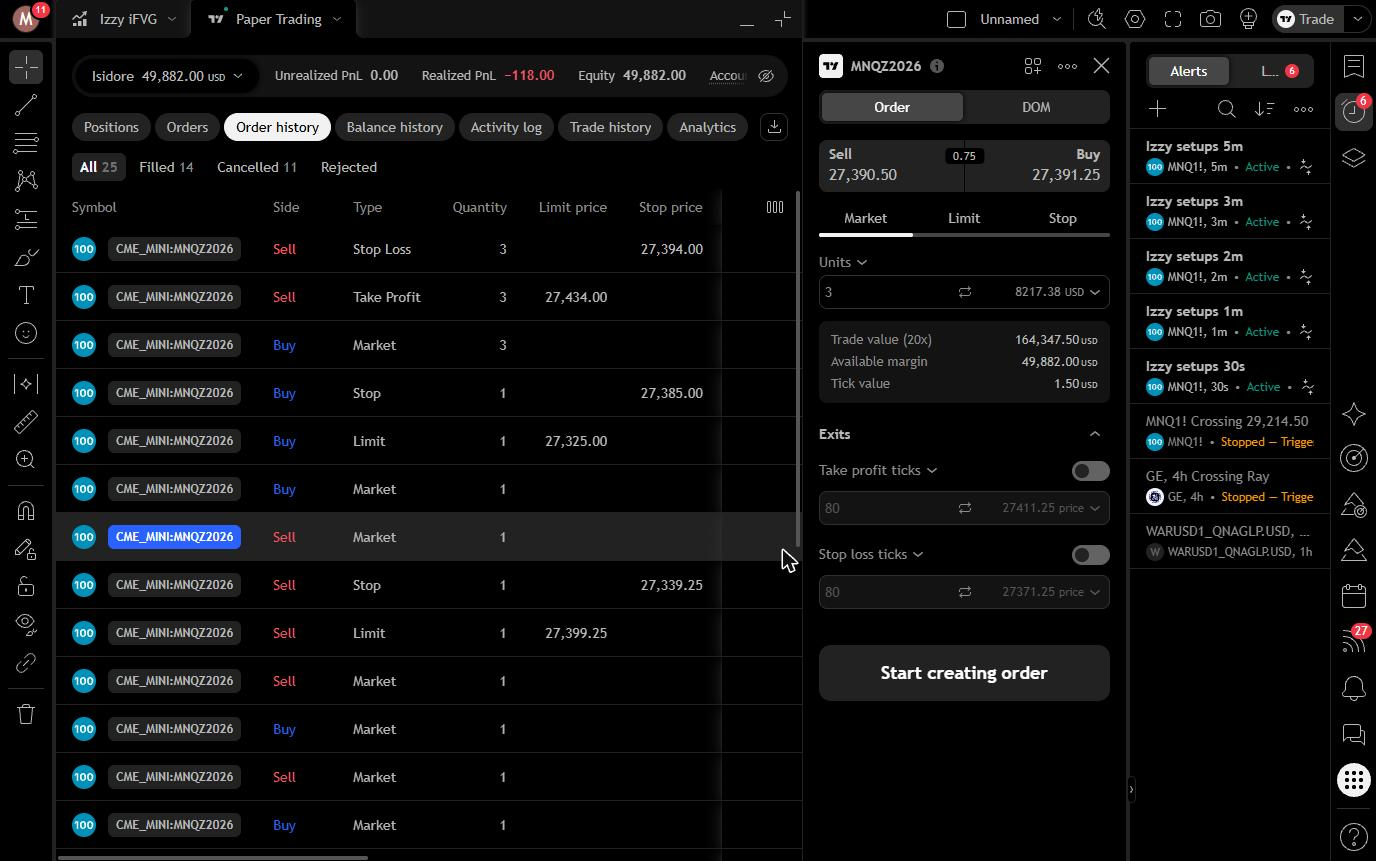 M 11 Izzy iFVG Paper Trading Unnamed Trade
Isidore 49,882.00 USD Unrealized PnL 0.00 Realized PnL −118.00 Equity 49,882.00 Accou
Positions Orders Order history Balance history Activity log Trade history Analytics
All 25 Filled 14 Cancelled 11 Rejected
Symbol Side Type Quantity Limit price Stop price
100 CME_MINI:MNQZ2026 Sell Stop Loss 3 27,394.00
100 CME_MINI:MNQZ2026 Sell Take Profit 3 27,434.00
100 CME_MINI:MNQZ2026 Buy Market 3
100 CME_MINI:MNQZ2026 Buy Stop 1 27,385.00
100 CME_MINI:MNQZ2026 Buy Limit 1 27,325.00
100 CME_MINI:MNQZ2026 Buy Market 1
100 CME_MINI:MNQZ2026 Sell Market 1
100 CME_MINI:MNQZ2026 Sell Stop 1 27,339.25
100 CME_MINI:MNQZ2026 Sell Limit 1 27,399.25
100 CME_MINI:MNQZ2026 Sell Market 1
100 CME_MINI:MNQZ2026 Buy Market 1
100 CME_MINI:MNQZ2026 Sell Market 1
100 CME_MINI:MNQZ2026 Buy Market 1
MNQZ2026
Order DOM
Sell 0.75 Buy
27,390.50 27,391.25
Market Limit Stop
Units
3 8217.38 USD
Trade value (20x) 164,347.50 USD
Available margin 49,882.00 USD
Tick value 1.50 USD
Exits
Take profit ticks
80 27411.25 price
Stop loss ticks
80 27371.25 price
Start creating order
Alerts L... 6
Izzy setups 5m
100 MNQ1!, 5m • Active •
Izzy setups 3m
100 MNQ1!, 3m • Active •
Izzy setups 2m
100 MNQ1!, 2m • Active •
Izzy setups 1m
100 MNQ1!, 1m • Active •
Izzy setups 30s
100 MNQ1!, 30s • Active •
MNQ1! Crossing 29,214.50
100 MNQ1! • Stopped — Trigge
GE, 4h Crossing Ray
GE, 4h • Stopped — Trigge
WARUSD1_QNAGLP.USD, ...
W WARUSD1_QNAGLP.USD, 1h
6
27